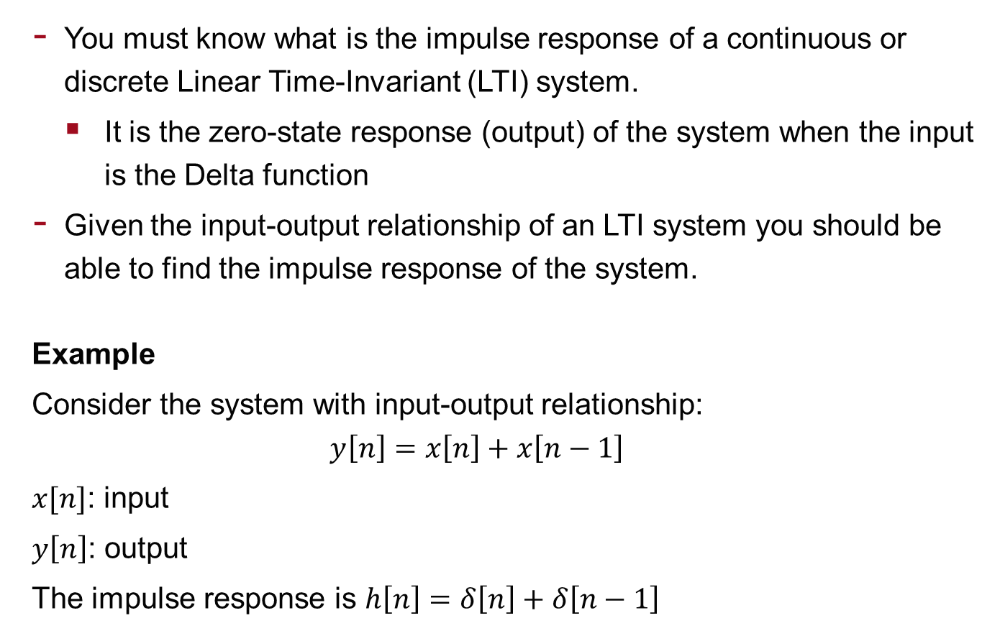 - You must know what is the impulse response of a continuous or
discrete Linear Time-Invariant (LTI) system.
▪ It is the zero-state response (output) of the system when the input
is the Delta function
- Given the input-output relationship of an LTI system you should be
able to find the impulse response of the system.
Example
Consider the system with input-output relationship:
y[n] = x[n] + x[n − 1]
x[n]: input
y[n]: output
The impulse response is h[n] = δ[n] + δ[n − 1]